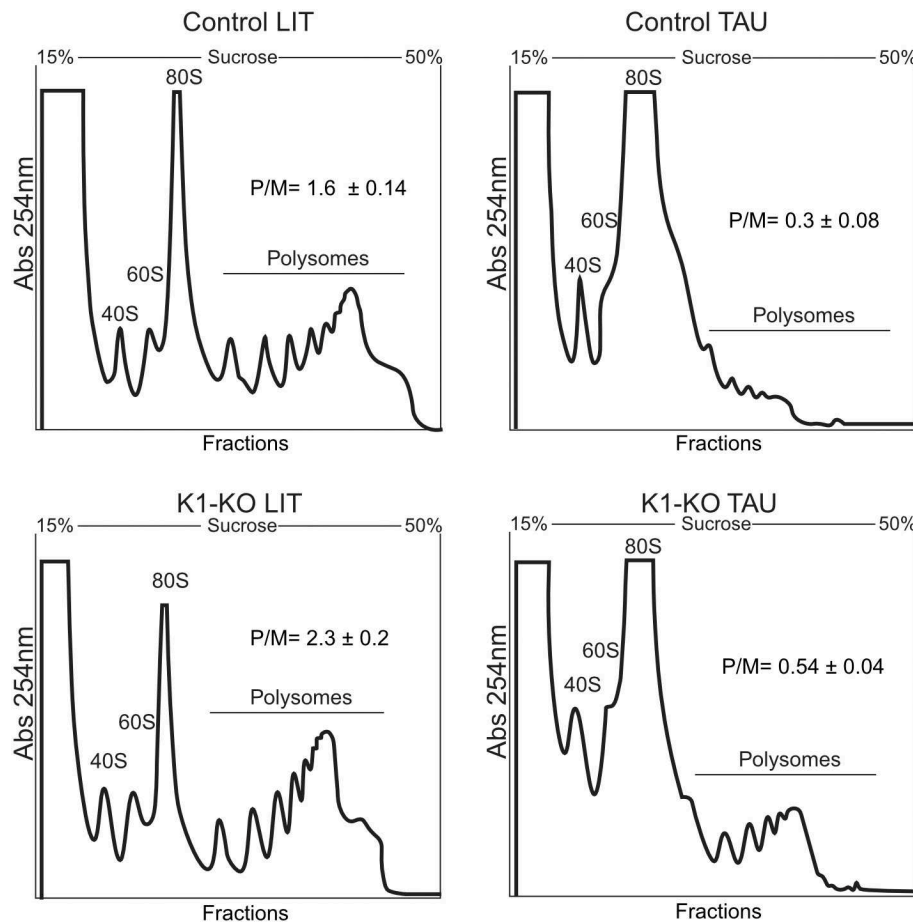 Control LIT
15% Sucrose 50%
80S
P/M= 1.6 ± 0.14
60S
Polysomes
40S
Abs 254nm
Fractions
Control TAU
15% Sucrose 50%
80S
60S
P/M= 0.3 ± 0.08
40S
Polysomes
Abs 254nm
Fractions
K1-KO LIT
15% Sucrose 50%
80S
P/M= 2.3 ± 0.2
Polysomes
60S
40S
Abs 254nm
Fractions
K1-KO TAU
15% Sucrose 50%
80S
60S
P/M= 0.54 ± 0.04
40S
Polysomes
Abs 254nm
Fractions